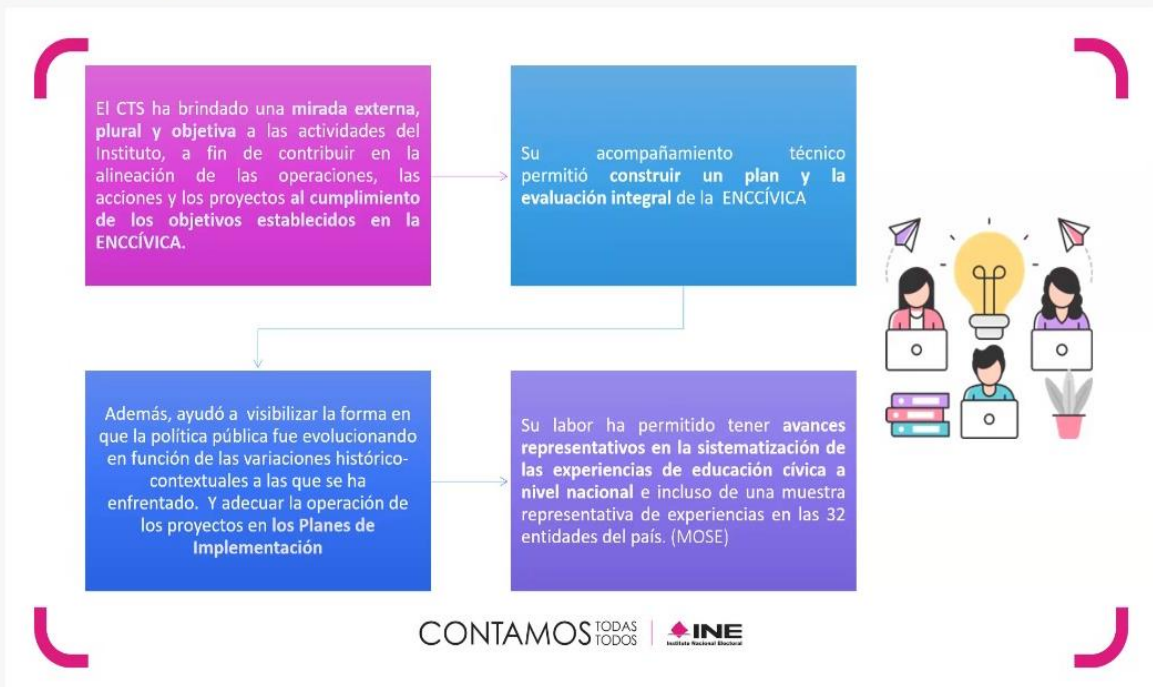 El CTS ha brindado una mirada externa,
plural y objetiva a las actividades del
Instituto, a fin de contribuir en la
alineación de las operaciones, las
acciones y los proyectos al cumplimiento
de los objetivos establecidos en la
ENCCÍVICA.
Su acompañamiento técnico
permitió construir un plan y la
evaluación integral de la ENCCÍVICA
Además, ayudó a visibilizar la forma en
que la política pública fue evolucionando
en función de las variaciones histórico-
contextuales a las que se ha
enfrentado. Y adecuar la operación de
los proyectos en los Planes de
Implementación
Su labor ha permitido tener avances
representativos en la sistematización de
las experiencias de educación cívica a
nivel nacional e incluso de una muestra
representativa de experiencias en las 32
entidades del país. (MOSE)
CONTAMOS TODAS TODOS
INE
Instituto Nacional Electoral